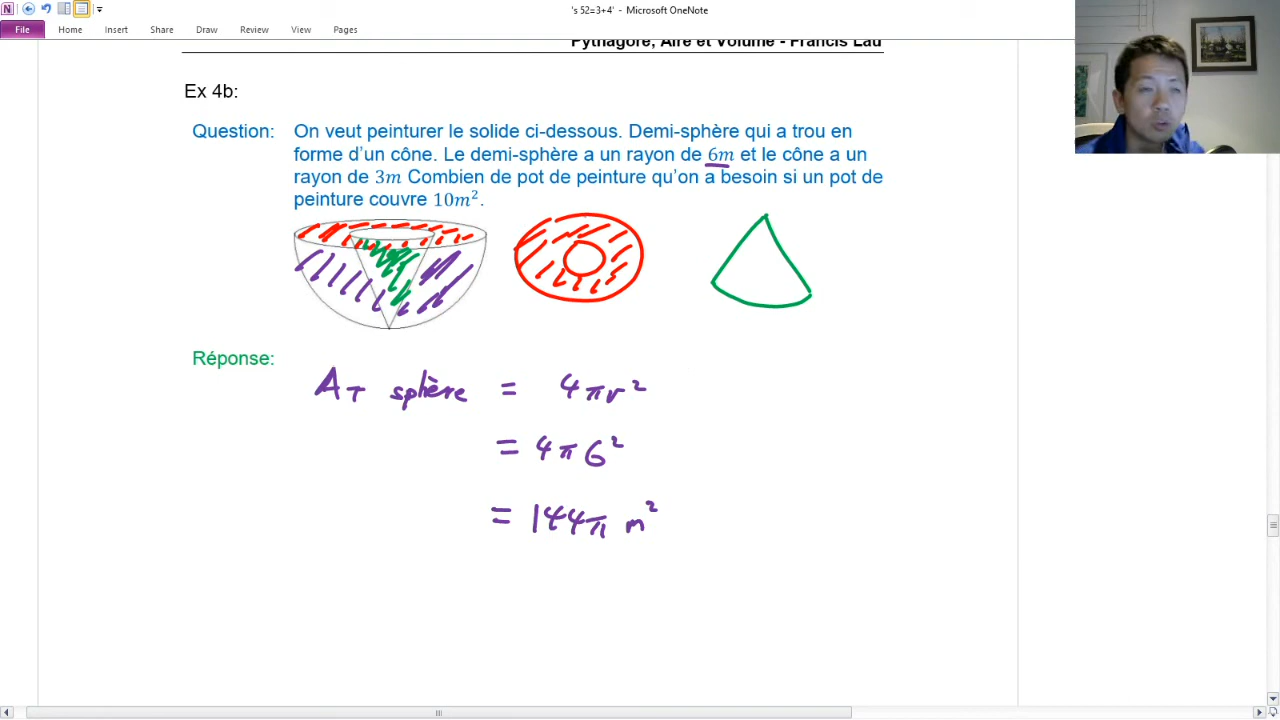 's 52=3+4' - Microsoft OneNote
File Home Insert Share Draw Review View Pages
Pythagore, Aire et Volume - Francis Lau
Ex 4b:
Question: On veut peinturer le solide ci-dessous. Demi-sphère qui a trou en
forme d'un cône. Le demi-sphère a un rayon de 6m et le cône a un
rayon de 3m Combien de pot de peinture qu'on a besoin si un pot de
peinture couvre 10m².
Réponse:
A_T sphère = 4πr²
= 4π6²
= 144π m²